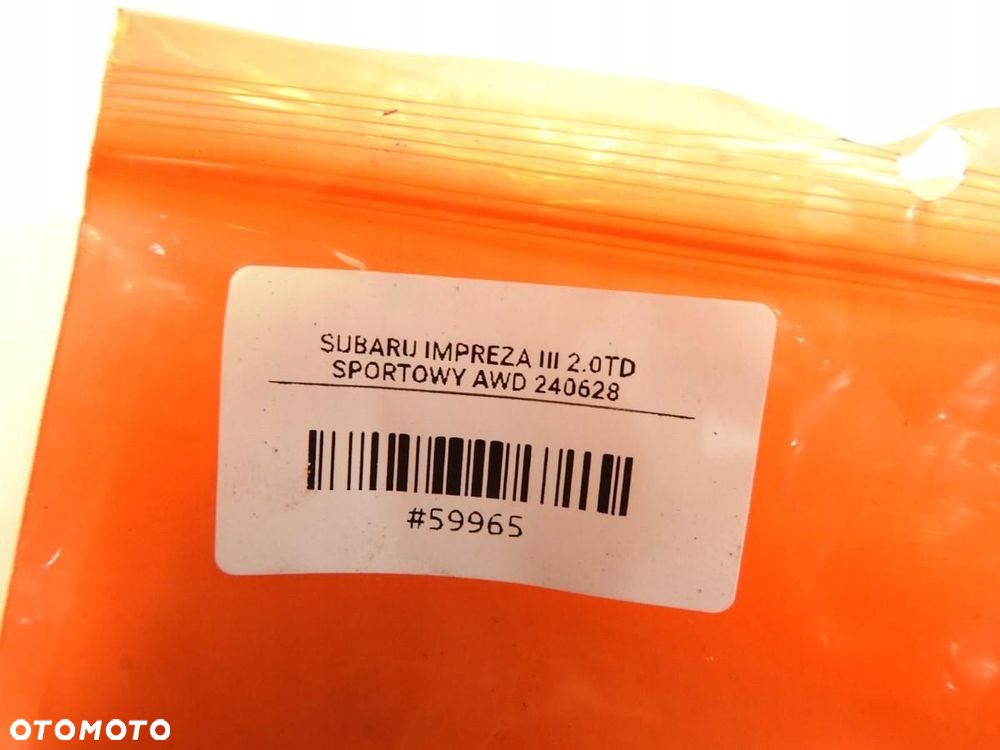 SUBARU IMPREZA III 2.0TD
SPORTOWY AWD 240628
#59965
OTOMOTO